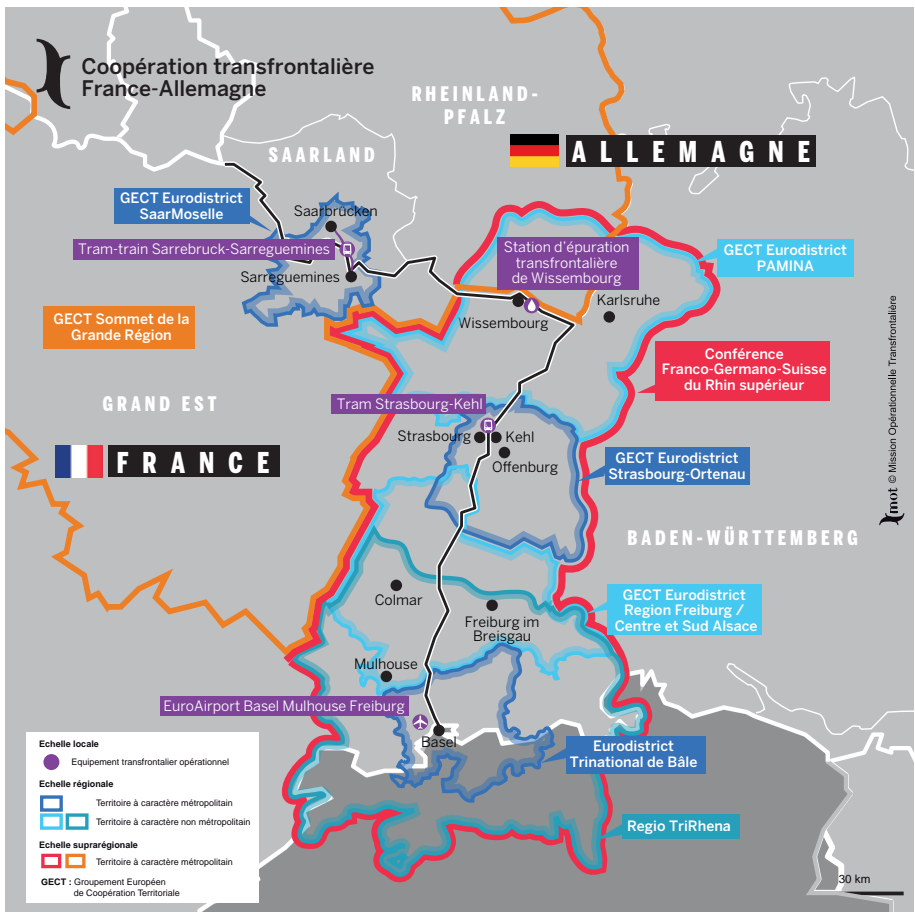 Coopération transfrontalière
France-Allemagne
RHEINLAND-
PFALZ
ALLEMAGNE
SAARLAND
GECT Eurodistrict
SaarMoselle
Saarbrücken
Tram-train Sarrebruck-Sarreguemines
Sarreguemines
Station d'épuration
transfrontalière
de Wissembourg
GECT Eurodistrict
PAMINA
Wissembourg
Karlsruhe
GECT Sommet de la
Grande Région
Conférence
Franco-Germano-Suisse
du Rhin supérieur
GRAND EST
FRANCE
Tram Strasbourg-Kehl
Strasbourg
Kehl
Offenburg
GECT Eurodistrict
Strasbourg-Ortenau
mot © Mission Opérationnelle Transfrontalière
BADEN-WÜRTTEMBERG
Colmar
Freiburg im
Breisgau
GECT Eurodistrict
Region Freiburg /
Centre et Sud Alsace
Mulhouse
EuroAirport Basel Mulhouse Freiburg
Basel
Eurodistrict
Trinational de Bâle
Regio TriRhena
Echelle locale
Equipement transfrontalier opérationnel
Echelle régionale
Territoire à caractère métropolitain
Territoire à caractère non métropolitain
Echelle suprarégionale
Territoire à caractère métropolitain
GECT : Groupement Européen
de Coopération Territoriale
30 km